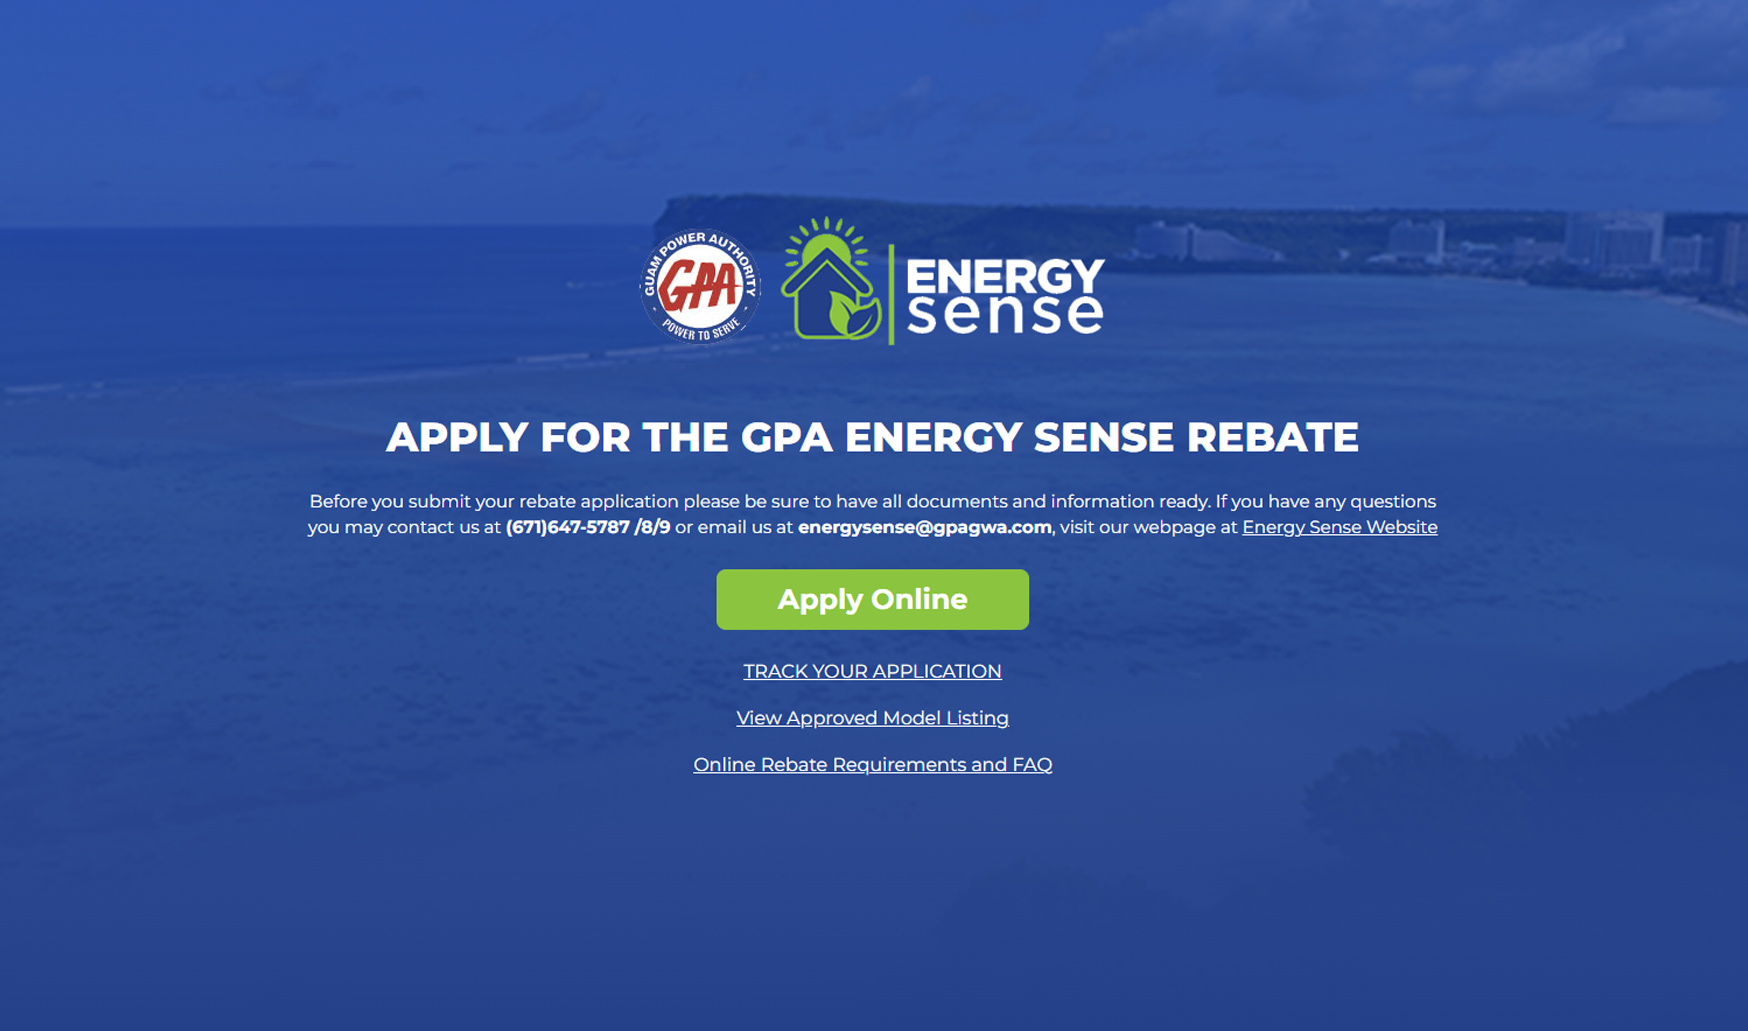 GUAM POWER AUTHORITY
GPA
POWER TO SERVE
ENERGY
sense
APPLY FOR THE GPA ENERGY SENSE REBATE
Before you submit your rebate application please be sure to have all documents and information ready. If you have any questions
you may contact us at (671)647-5787 /8/9 or email us at energysense@gpagwa.com, visit our webpage at Energy Sense Website
Apply Online
TRACK YOUR APPLICATION
View Approved Model Listing
Online Rebate Requirements and FAQ